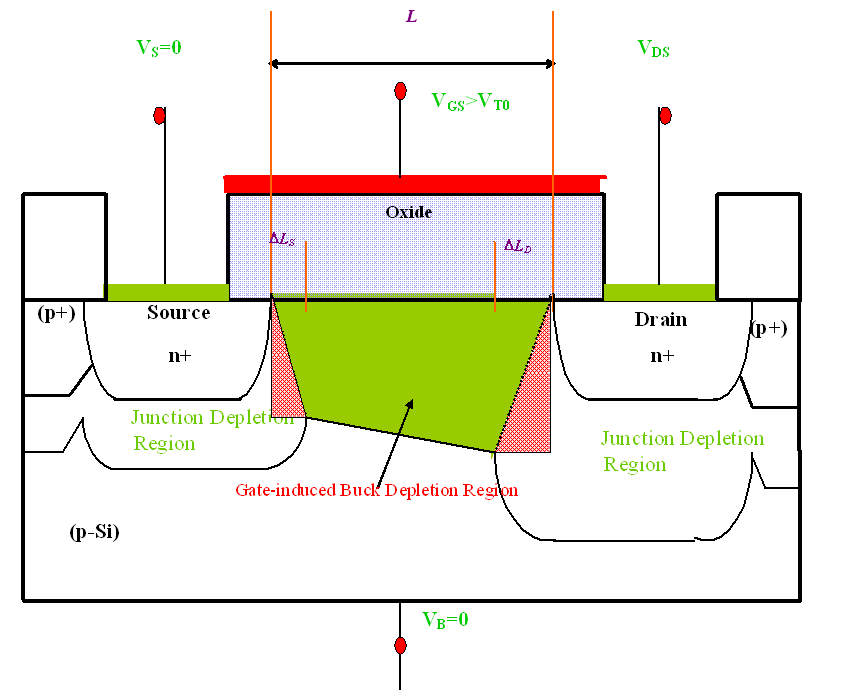 L
V_S=0
V_DS
V_GS>V_T0
Oxide
ΔL_S
ΔL_D
(p+)
Source
Drain
(p+)
n+
n+
Junction Depletion
Region
Junction Depletion
Region
Gate-induced Buck Depletion Region
(p-Si)
V_B=0